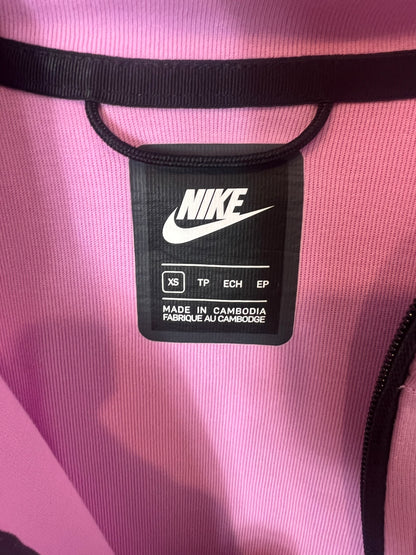 NIKE
XS TP ECH EP
MADE IN CAMBODIA
FABRIQUE AU CAMBODGE